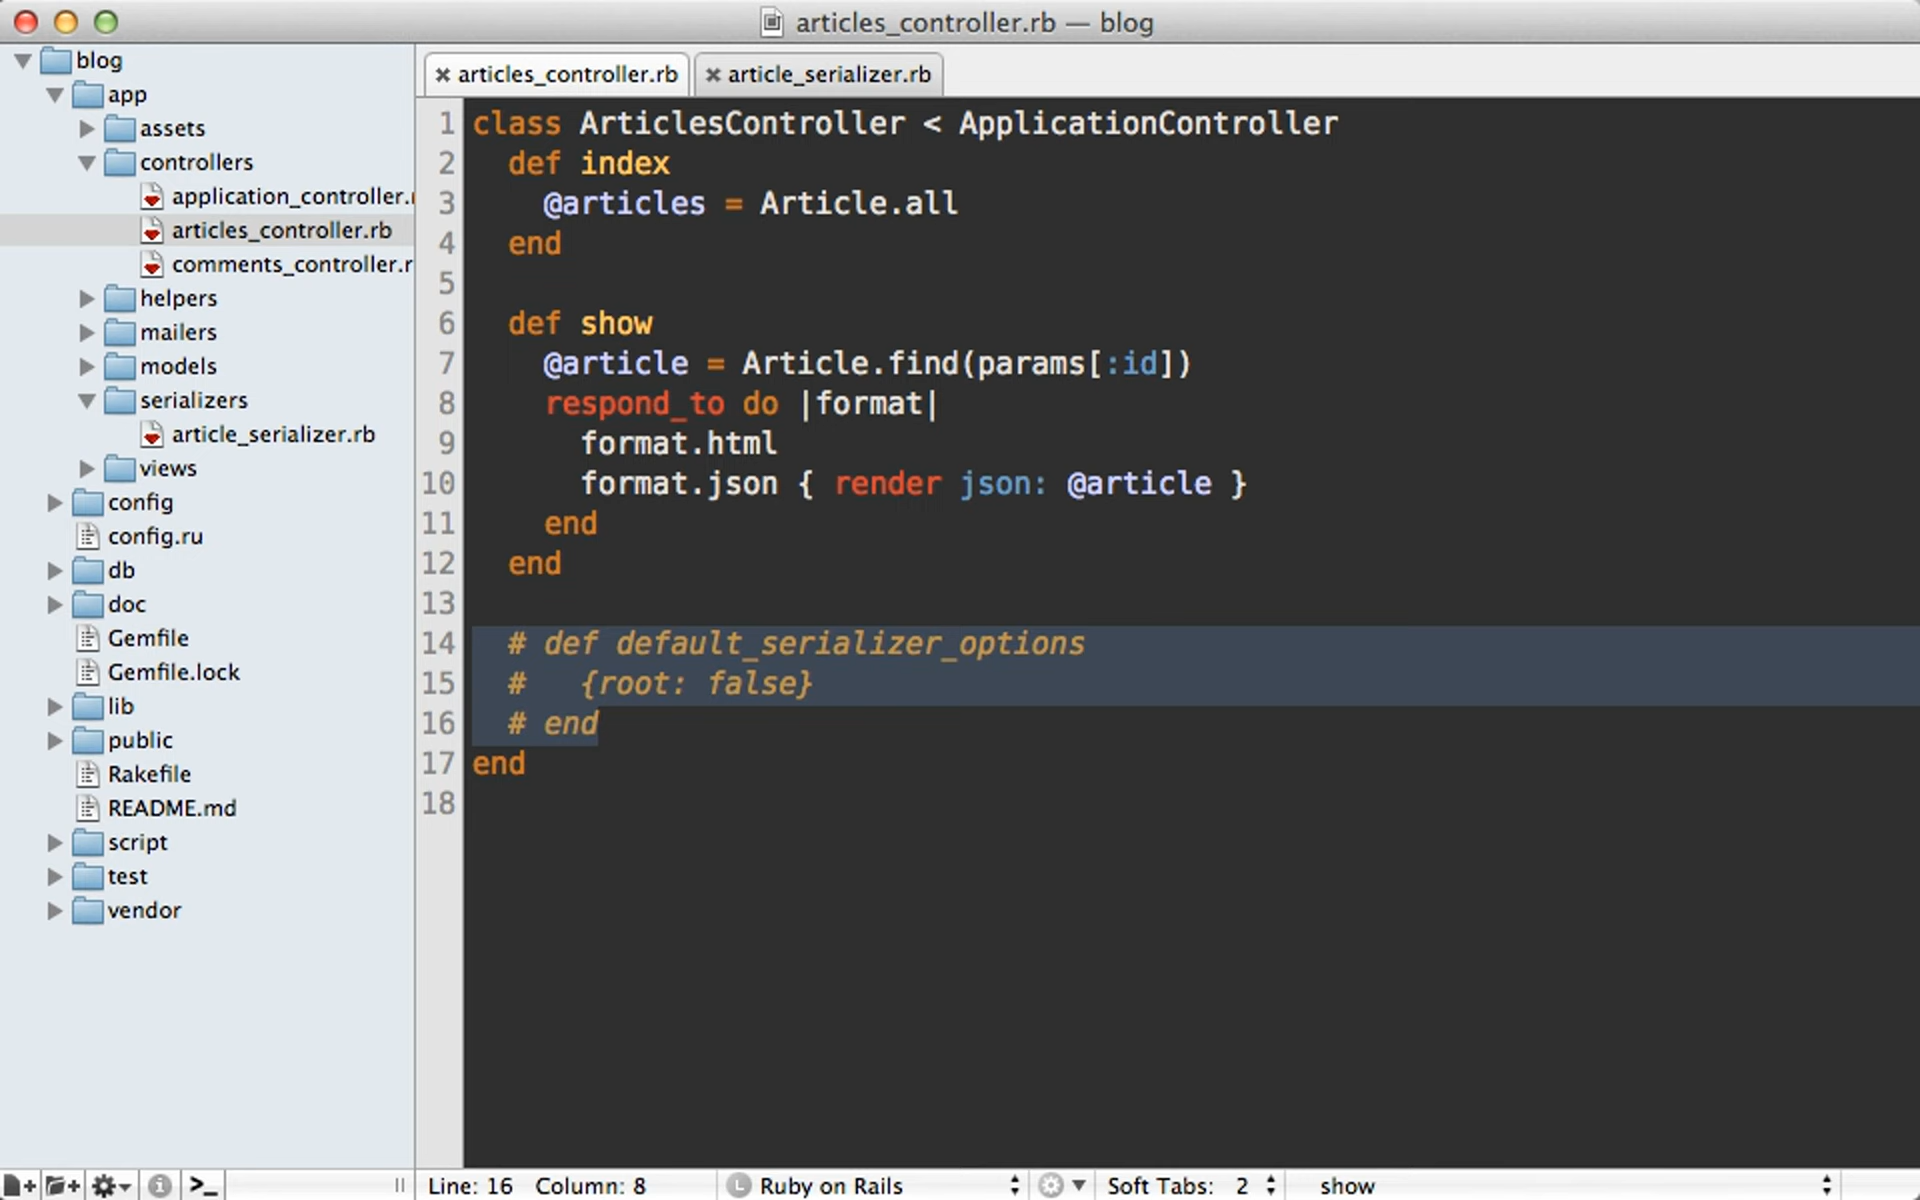 articles_controller.rb — blog
blog
app
assets
controllers
application_controller.r
articles_controller.rb
comments_controller.r
helpers
mailers
models
serializers
article_serializer.rb
views
config
config.ru
db
doc
Gemfile
Gemfile.lock
lib
public
Rakefile
README.md
script
test
vendor
articles_controller.rb article_serializer.rb
1 class ArticlesController < ApplicationController
2   def index
3     @articles = Article.all
4   end
5
6   def show
7     @article = Article.find(params[:id])
8     respond_to do |format|
9       format.html
10       format.json { render json: @article }
11     end
12   end
13
14   # def default_serializer_options
15   #   {root: false}
16   # end
17 end
18
Line: 16 Column: 8 L Ruby on Rails Soft Tabs: 2 show